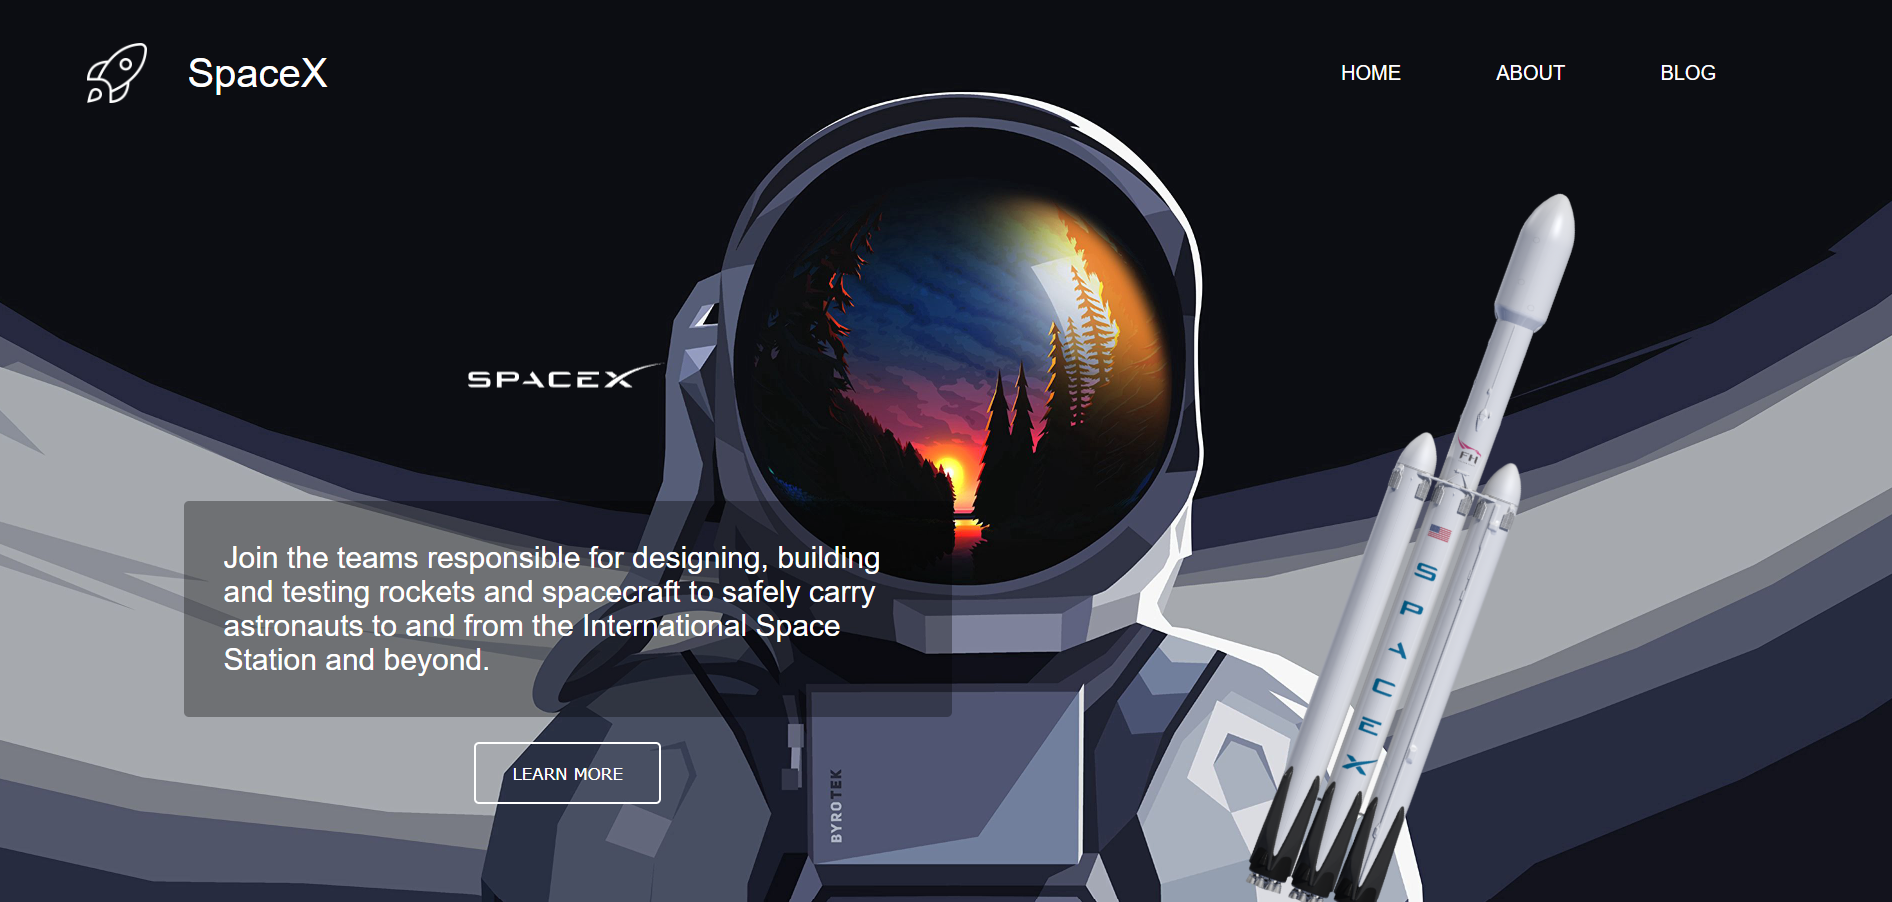 SpaceX
HOME
ABOUT
BLOG
SPACEX
FH
Join the teams responsible for designing, building
and testing rockets and spacecraft to safely carry
astronauts to and from the International Space
Station and beyond.
SPACEX
LEARN MORE
BYROTEK